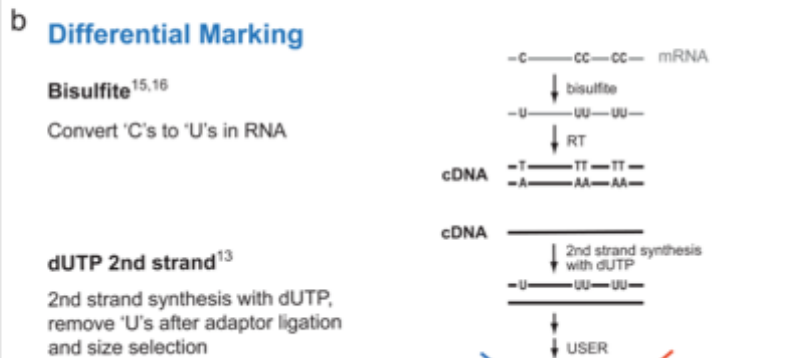 b
Differential Marking
Bisulfite15,16
Convert 'C's to 'U's in RNA
–C——CC—CC– mRNA
bisulfite
–U——UU—UU–
RT
cDNA
–T——TT—TT–
–A——AA—AA–
dUTP 2nd strand13
2nd strand synthesis with dUTP,
remove 'U's after adaptor ligation
and size selection
cDNA
2nd strand synthesis
with dUTP
–U——UU—UU–
USER